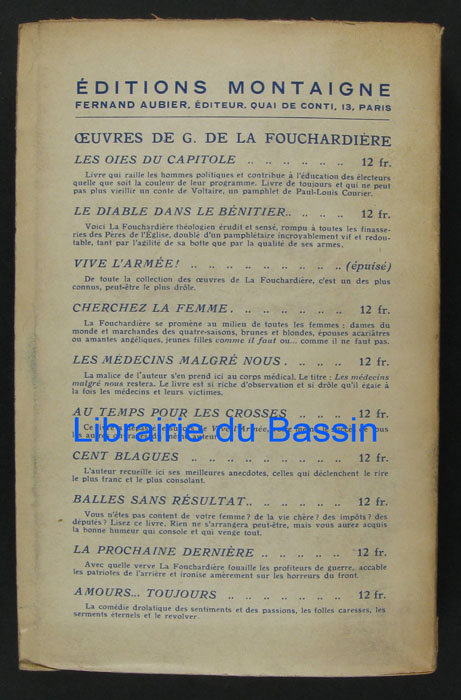 ÉDITIONS MONTAIGNE
FERNAND AUBIER, ÉDITEUR, QUAI DE CONTI, 13, PARIS
ŒUVRES DE G. DE LA FOUCHARDIÈRE
LES OIES DU CAPITOLE .. .. .. .. .. .. 12 fr.
Livre qui raille les hommes politiques et contribue à l'éducation des électeurs
quelle que soit la couleur de leur programme. Livre de toujours et qui ne peut
pas plus vieillir un conte de Voltaire, un pamphlet de Paul-Louis Courier.
LE DIABLE DANS LE BÉNITIER.. .. .. .. 12 fr.
Voici La Fouchardière théologien érudit et sensé, rompu à toutes les finasse-
ries des Pères de l'Église, doublé d'un pamphlétaire incroyablement vif et redou-
table, tant par l'agilité de sa botte que par la qualité de ses armes.
VIVE L'ARMÉE! .. .. .. .. .. .. .. .. (épuisé)
De toute la collection des œuvres de La Fouchardière, c'est un des plus
connus, peut-être le plus drôle.
CHERCHEZ LA FEMME. .. .. .. .. .. 12 fr.
La Fouchardière se promène au milieu de toutes les femmes : dames du
monde et marchandes des quatre-saisons, brunes et blondes, épouses acariâtres
ou amantes angéliques, jeunes filles comme il faut ou... comme il ne faut pas.
LES MÉDECINS MALGRÉ NOUS . .. .. .. 12 fr.
La malice de l'auteur s'en prend ici au corps médical. Le titre : Les médecins
malgré nous restera. Le livre est si riche d'observation et si drôle qu'il égaie à
la fois les médecins et leurs victimes.
AU TEMPS POUR LES CROSSES .. .. .. 12 fr.
Ce livre
les
Librairie du Bassin
CENT BLAGUES .. .. .. .. .. .. .. .. 12 fr.
L'auteur recueille ici ses meilleures anecdotes, celles qui déclenchent le rire
le plus franc et le plus consolant.
BALLES SANS RÉSULTAT.. .. .. .. .. .. 12 fr.
Vous n'êtes pas content de votre femme? de la vie chère? des impôts? des
députés? Lisez ce livre. Rien ne s'arrangera peut-être, mais vous aurez acquis
la bonne humeur qui console et qui venge tout.
LA PROCHAINE DERNIÈRE .. .. .. .. .. 12 fr.
Avec quelle verve La Fouchardière fouaille les profiteurs de guerre, accable
les patriotes de l'arrière et ironise amèrement sur les horreurs du front.
AMOURS... TOUJOURS .. .. .. .. .. .. 12 fr.
La comédie drolatique des sentiments et des passions, les folles caresses, les
serments éternels et le revolver.